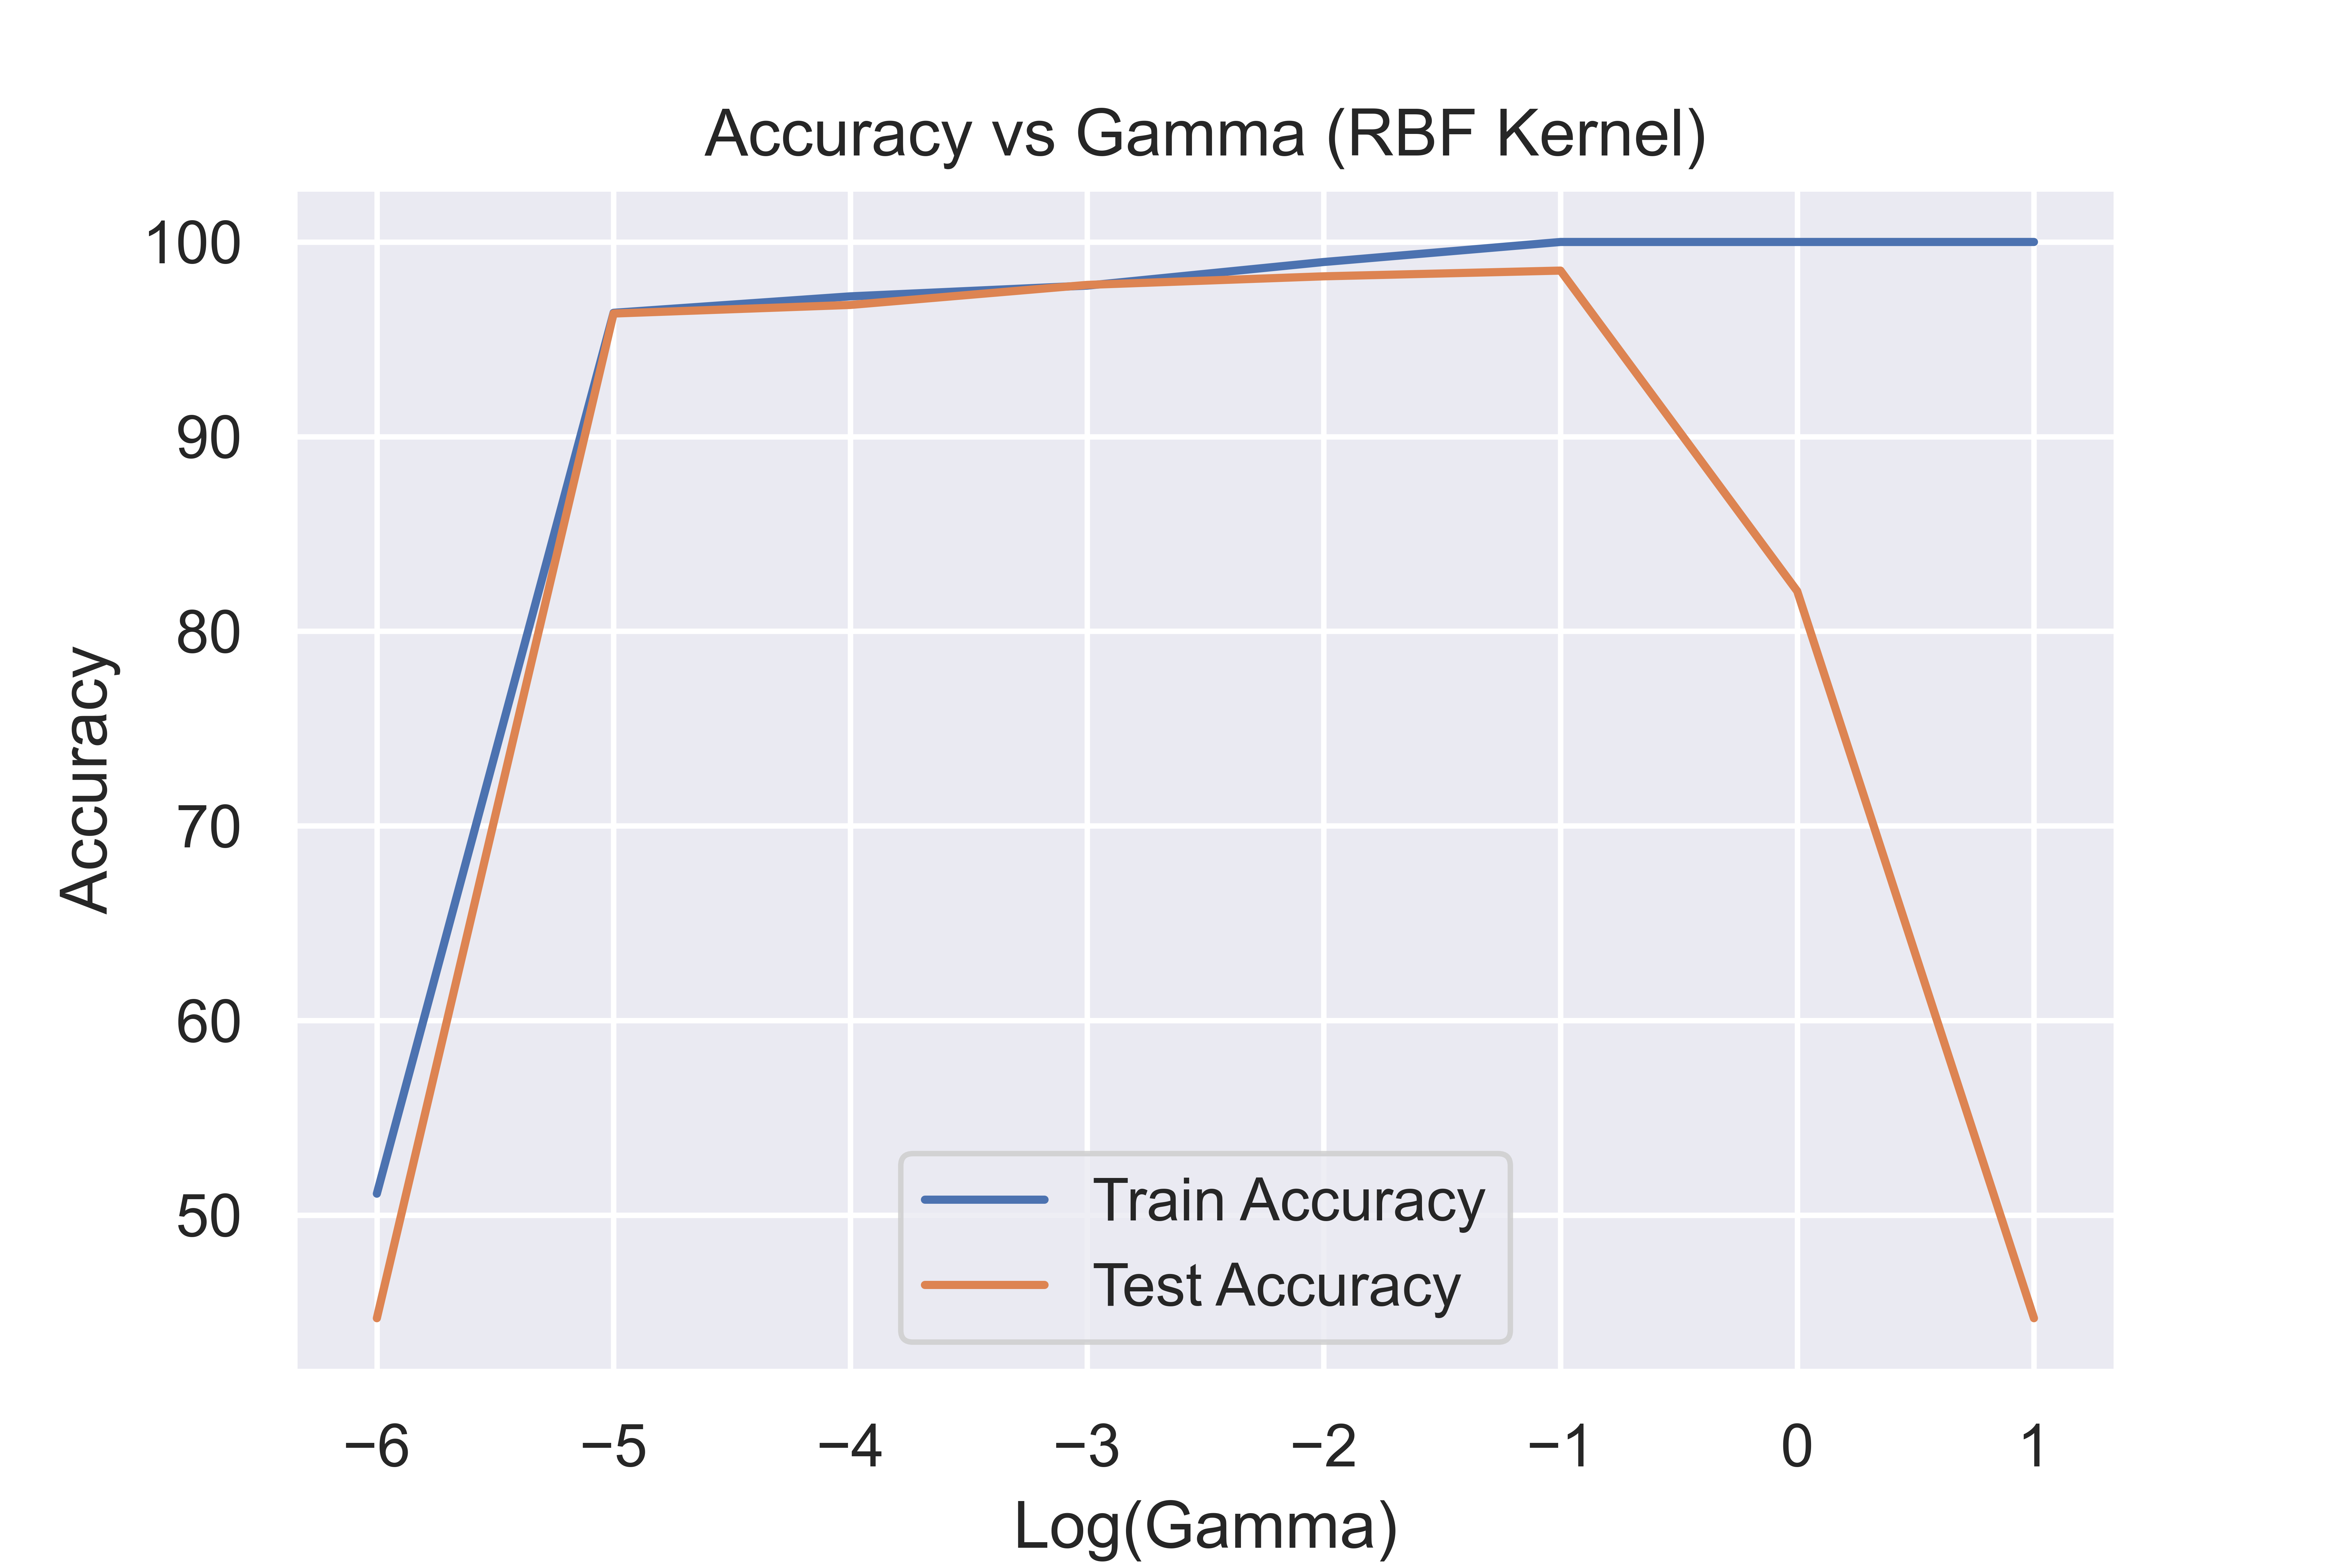 Accuracy vs Gamma (RBF Kernel)
100
90
80
70
60
50
Accuracy
Train Accuracy
Test Accuracy
−6 −5 −4 −3 −2 −1 0 1
Log(Gamma)